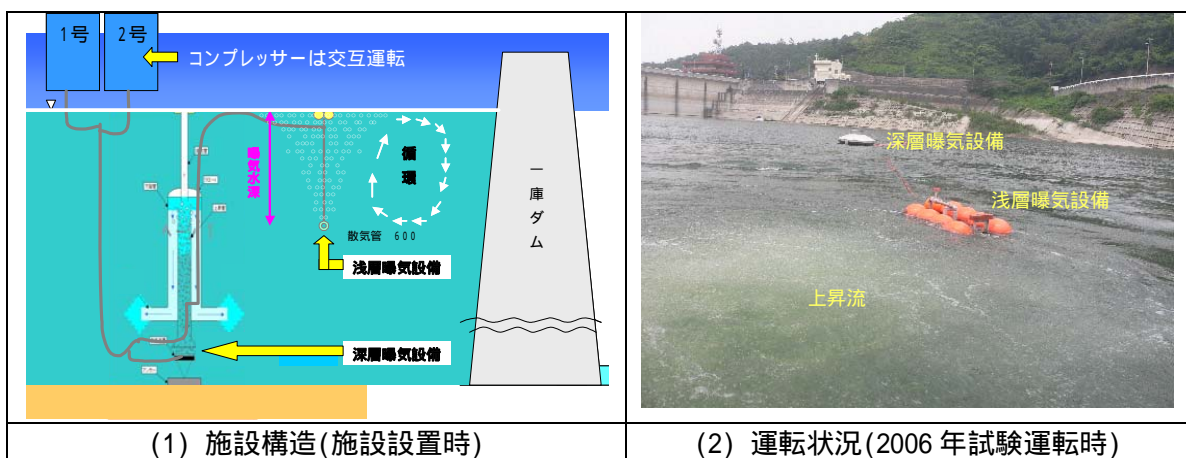 1号
2号
コンプレッサーは交互運転
曝気水深
循環
散気管 600
浅層曝気設備
深層曝気設備
一庫ダム
(1) 施設構造(施設設置時)
深層曝気設備
浅層曝気設備
上昇流
(2) 運転状況(2006 年試験運転時)